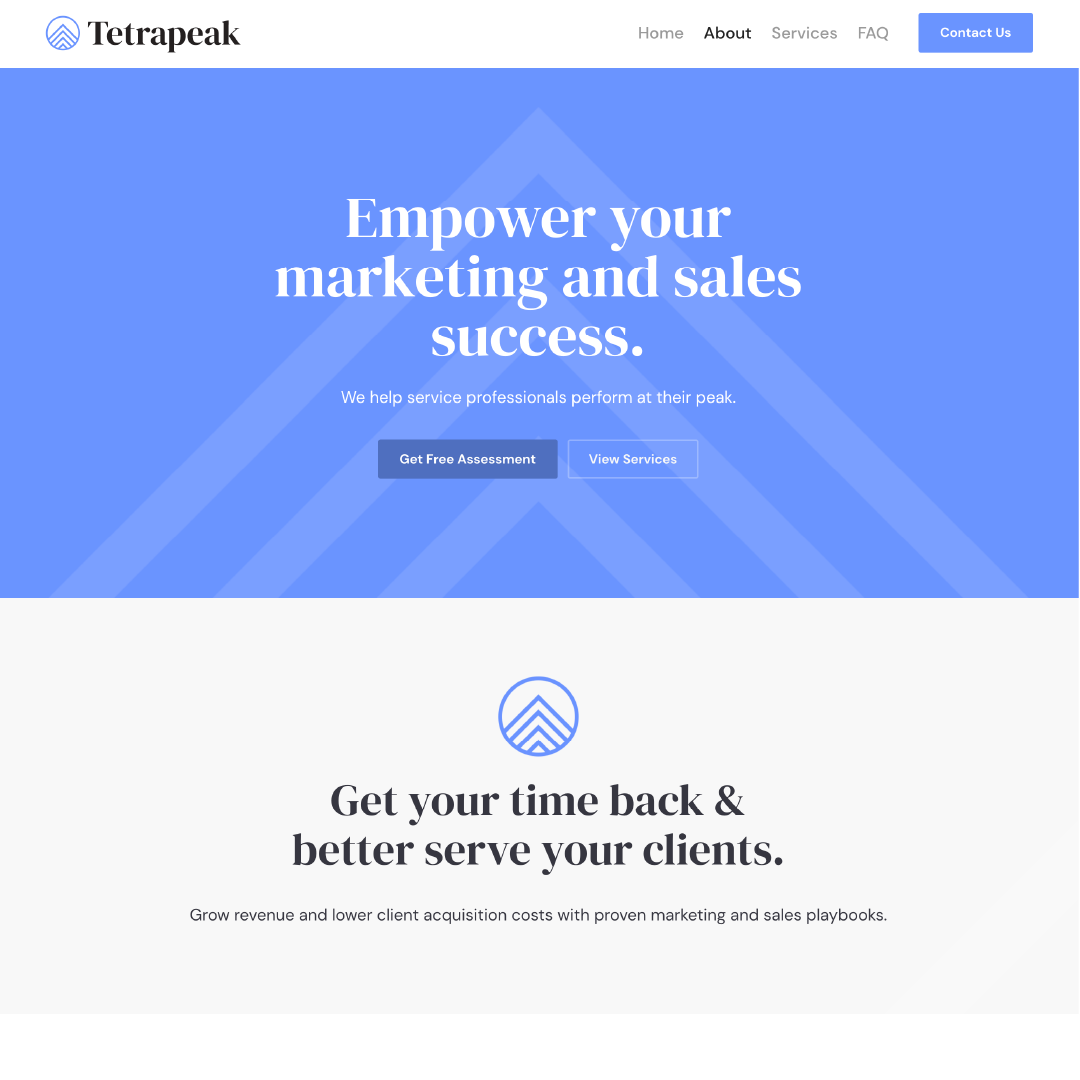 Tetrapeak
Home About Services FAQ Contact Us
Empower your
marketing and sales
success.
We help service professionals perform at their peak.
Get Free Assessment View Services
Get your time back &
better serve your clients.
Grow revenue and lower client acquisition costs with proven marketing and sales playbooks.